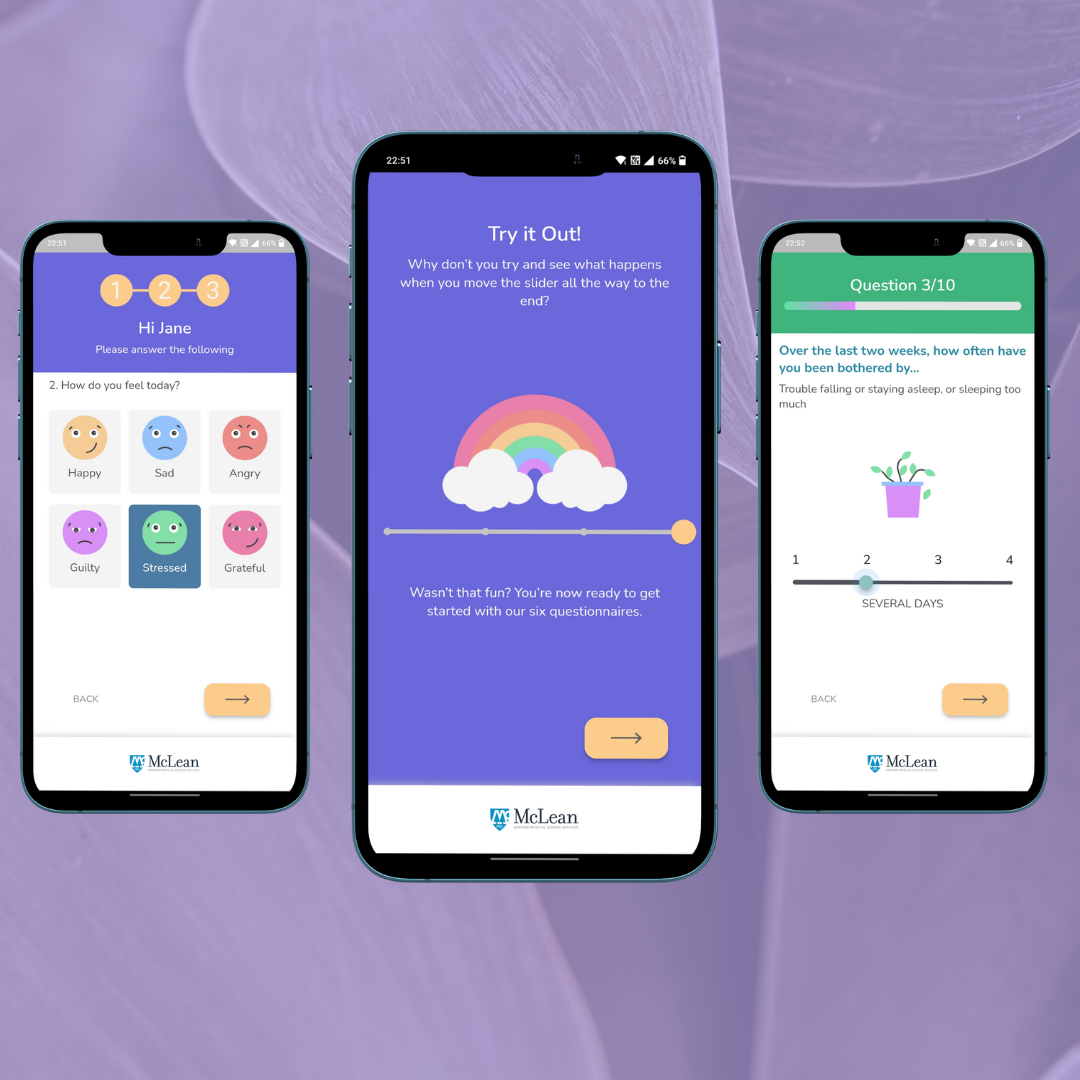 22:51
66%
1 2 3
Hi Jane
Please answer the following
2. How do you feel today?
Happy
Sad
Angry
Guilty
Stressed
Grateful
BACK
McLean
22:51
66%
Try it Out!
Why don't you try and see what happens
when you move the slider all the way to the
end?
Wasn't that fun? You're now ready to get
started with our six questionnaires.
McLean
HARVARD MEDICAL SCHOOL AFFILIATE
22:52
66%
Question 3/10
Over the last two weeks, how often have
you been bothered by...
Trouble falling or staying asleep, or sleeping too
much
1 2 3 4
SEVERAL DAYS
BACK
McLean